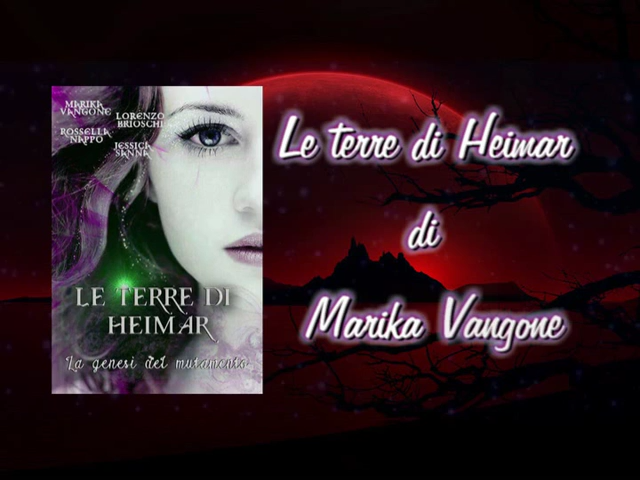 MARIKA
VANGONE
LORENZO
BRIOSCHI
ROSSELLA
NAPPO
JESSICA
SANNA
LE TERRE DI
HEIMAR
La genesi del mutamento
Le terre di Heimar
di
Marika Vangone